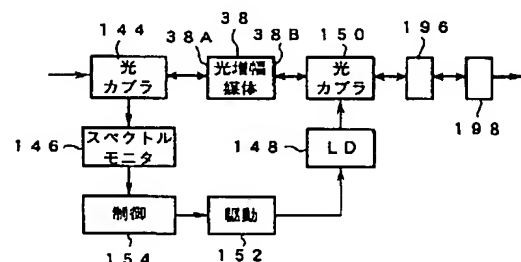 144
38A
38
38B
150
196
光
カプラ
光増幅
媒体
光
カプラ
198
146
スペクトル
モニタ
148
LD
制御
駆動
154
152